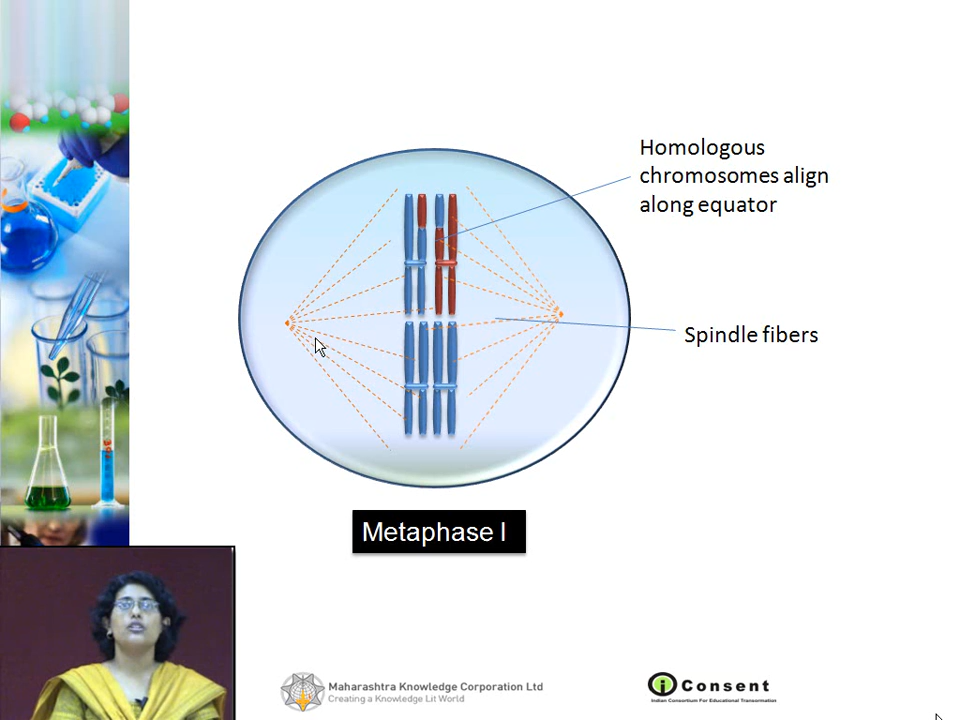 Homologous
chromosomes align
along equator
Spindle fibers
Metaphase I
Maharashtra Knowledge Corporation Ltd
Creating a Knowledge Lit World
i Consent
Indian Consortium For Educational Transormation